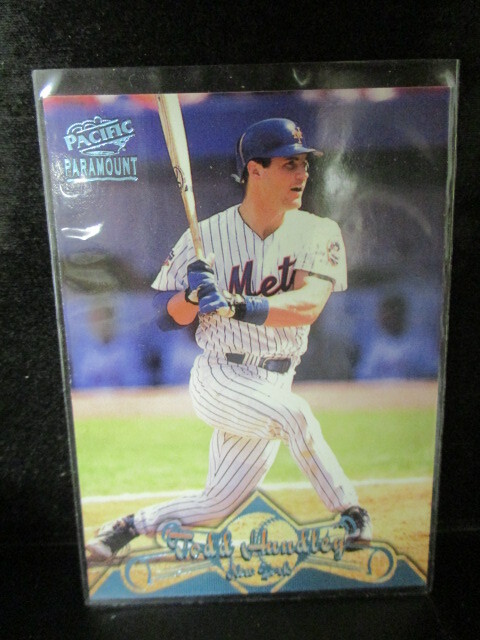 PACIFIC
PARAMOUNT
Mets
Todd Hundley
New York